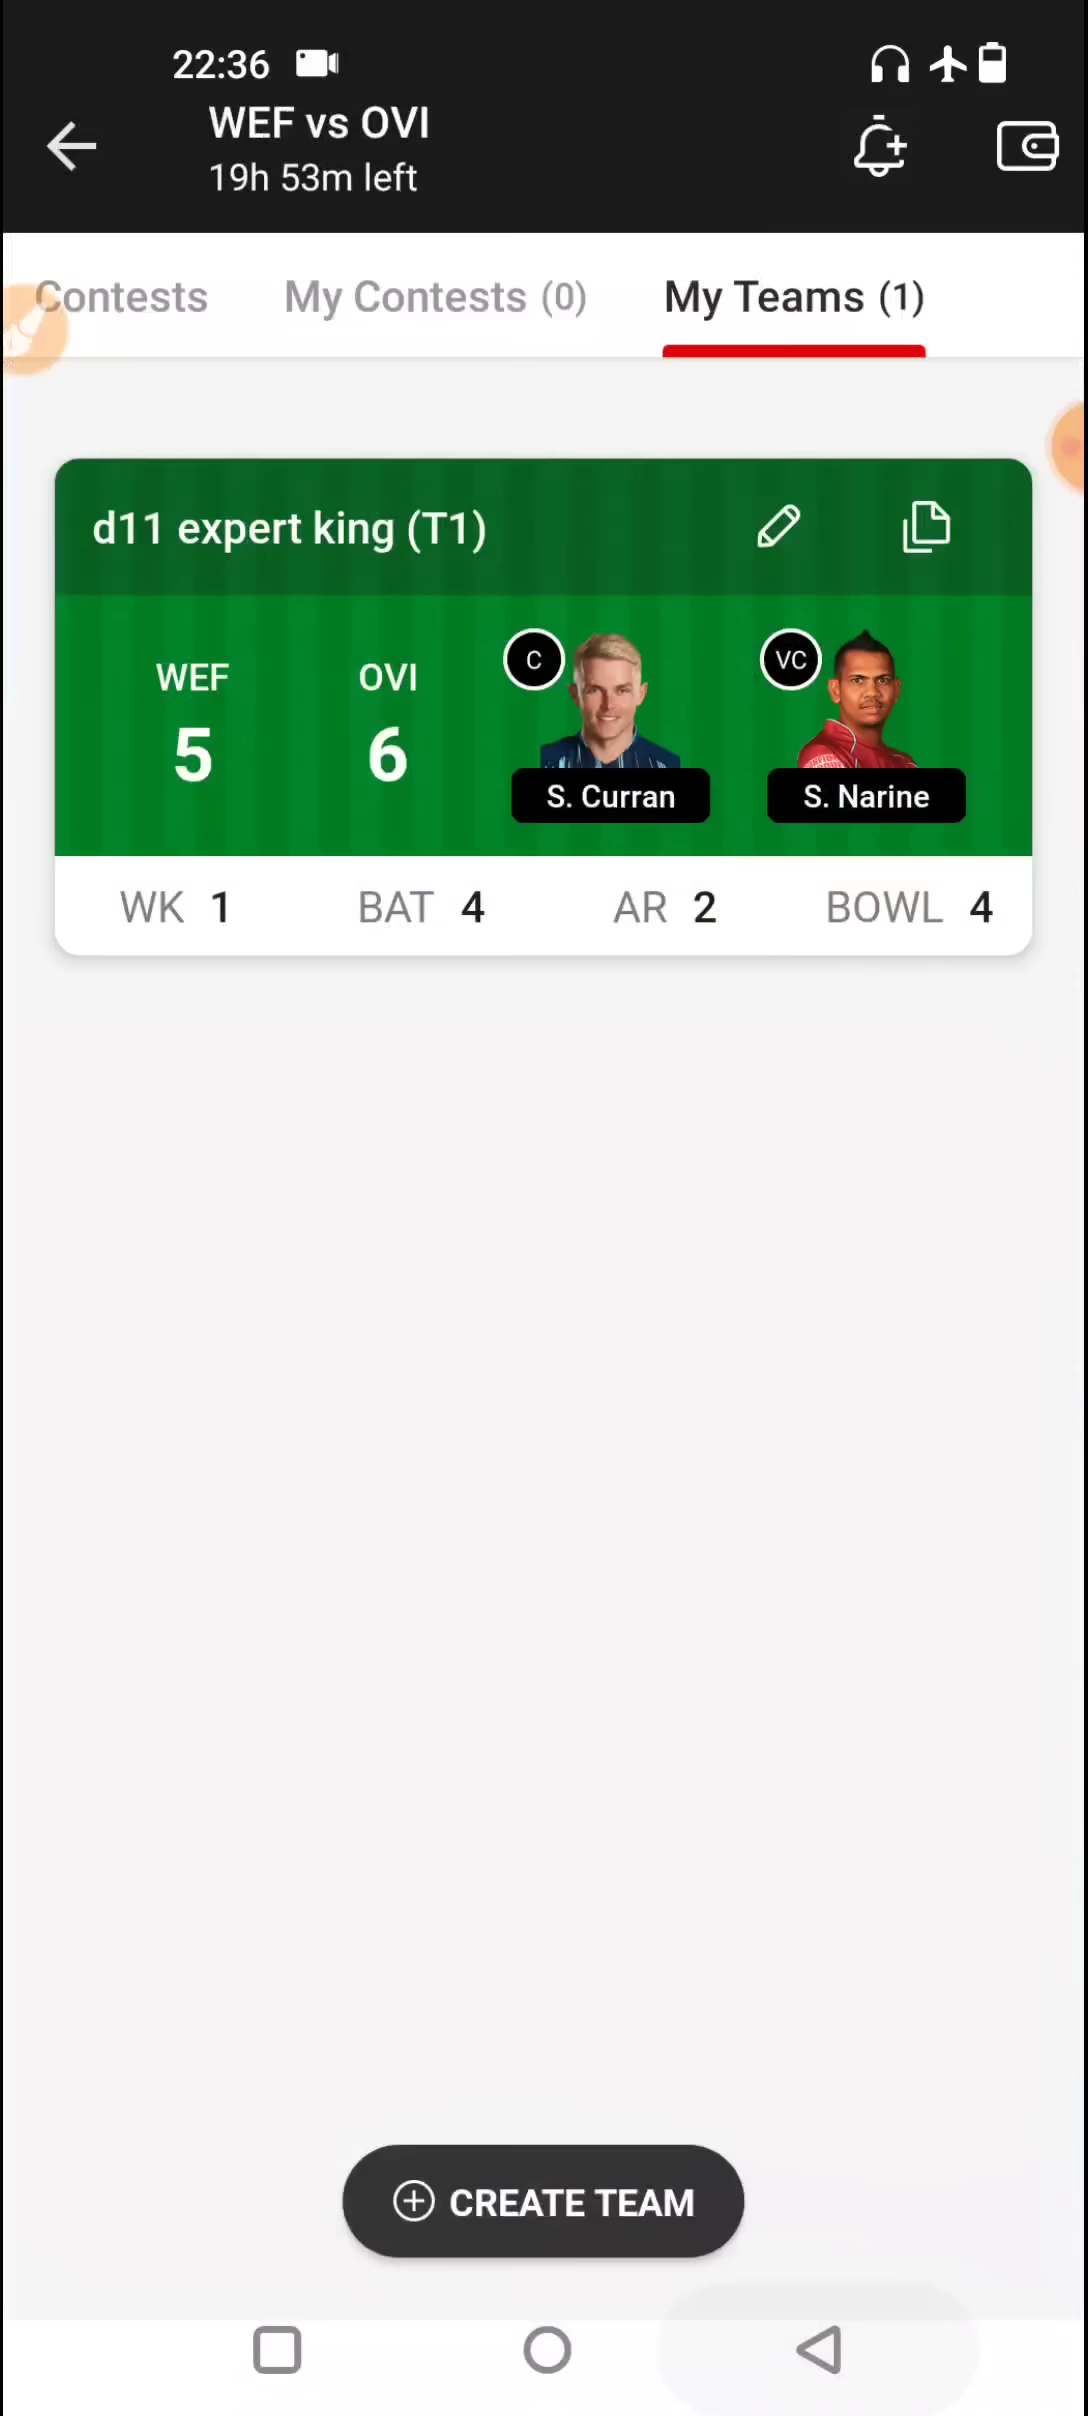 22:36
WEF vs OVI
19h 53m left
Contests My Contests (0) My Teams (1)
d11 expert king (T1)
WEF OVI C VC
5 6
S. Curran S. Narine
WK 1 BAT 4 AR 2 BOWL 4
CREATE TEAM